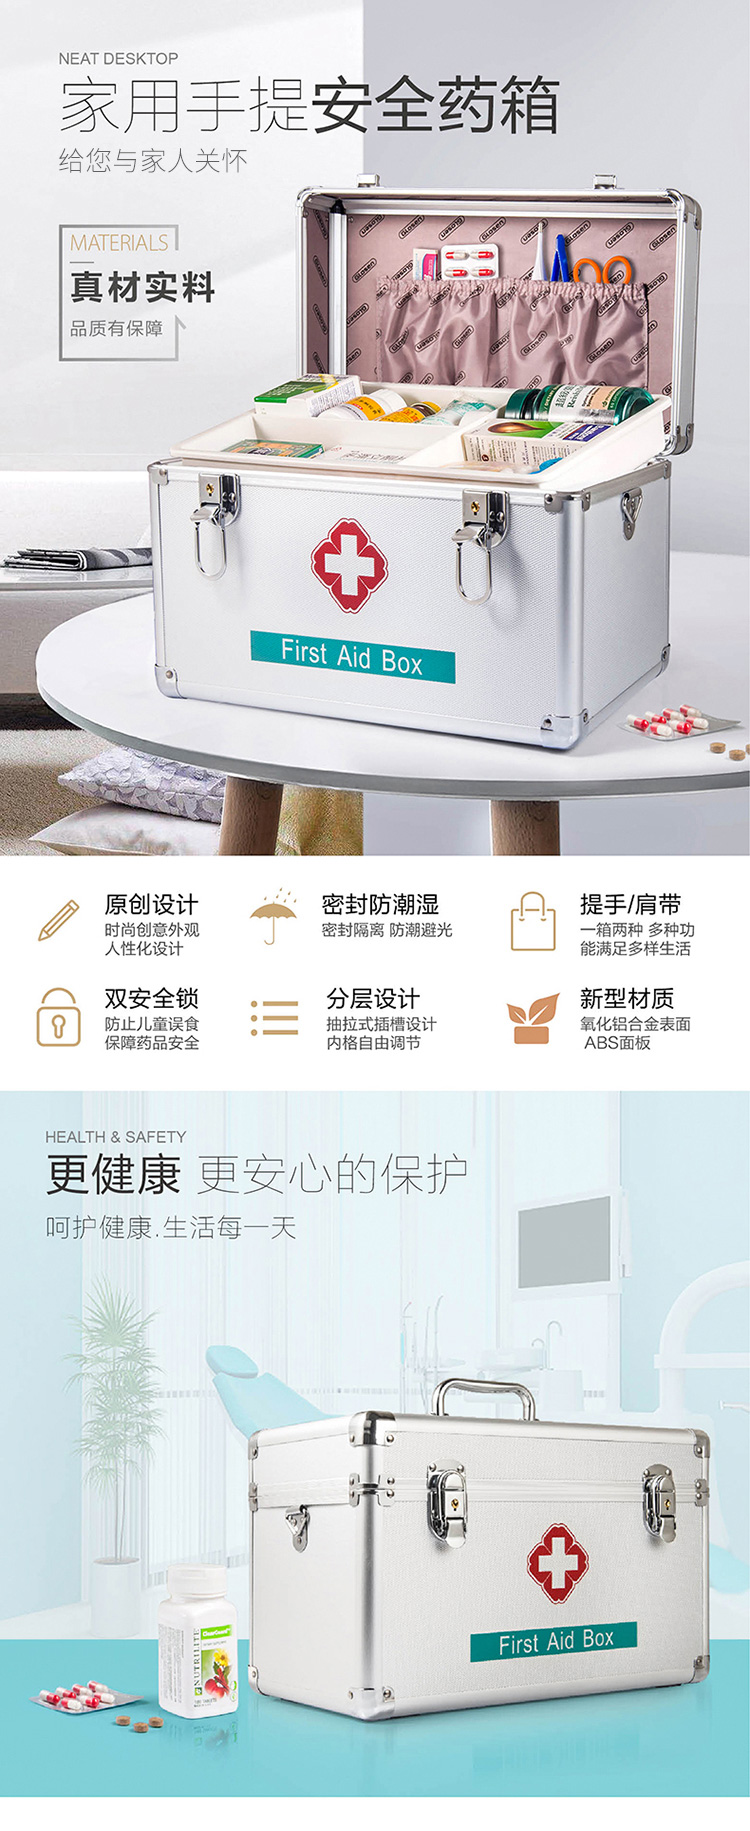 NEAT DESKTOP
家用手提安全药箱
给您与家人关怀
MATERIALS
真材实料
品质有保障
GLOSEN
First Aid Box
原创设计
时尚创意外观
人性化设计
密封防潮湿
密封隔离 防潮避光
提手/肩带
一箱两种 多种功
能满足多样生活
双安全锁
防止儿童误食
保障药品安全
分层设计
抽拉式插槽设计
内格自由调节
新型材质
氧化铝合金表面
ABS面板
HEALTH & SAFETY
更健康 更安心的保护
呵护健康.生活每一天
First Aid Box
NUTRILITE